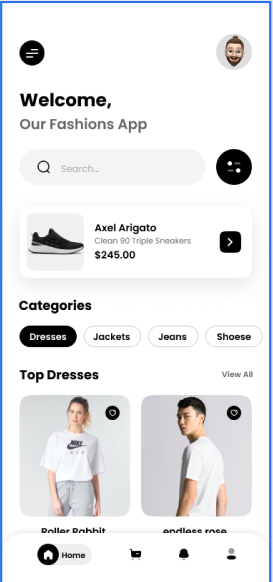 Welcome,
Our Fashions App
Search...
Axel Arigato
Clean 90 Triple Sneakers
$245.00
Categories
Dresses
Jackets
Jeans
Shoese
Top Dresses
View All
NIKE
AIR
Roller Rabbit
endless rose
Home